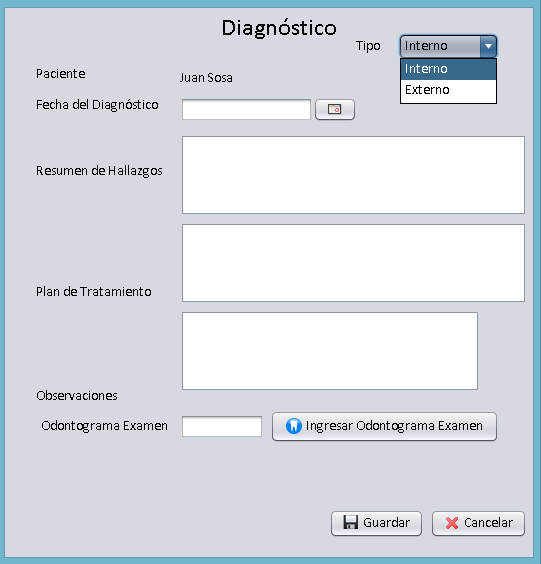 Diagnóstico
Tipo
Interno
Interno
Externo
Paciente
Juan Sosa
Fecha del Diagnóstico
Resumen de Hallazgos
Plan de Tratamiento
Observaciones
Odontograma Examen
Ingresar Odontograma Examen
Guardar
Cancelar